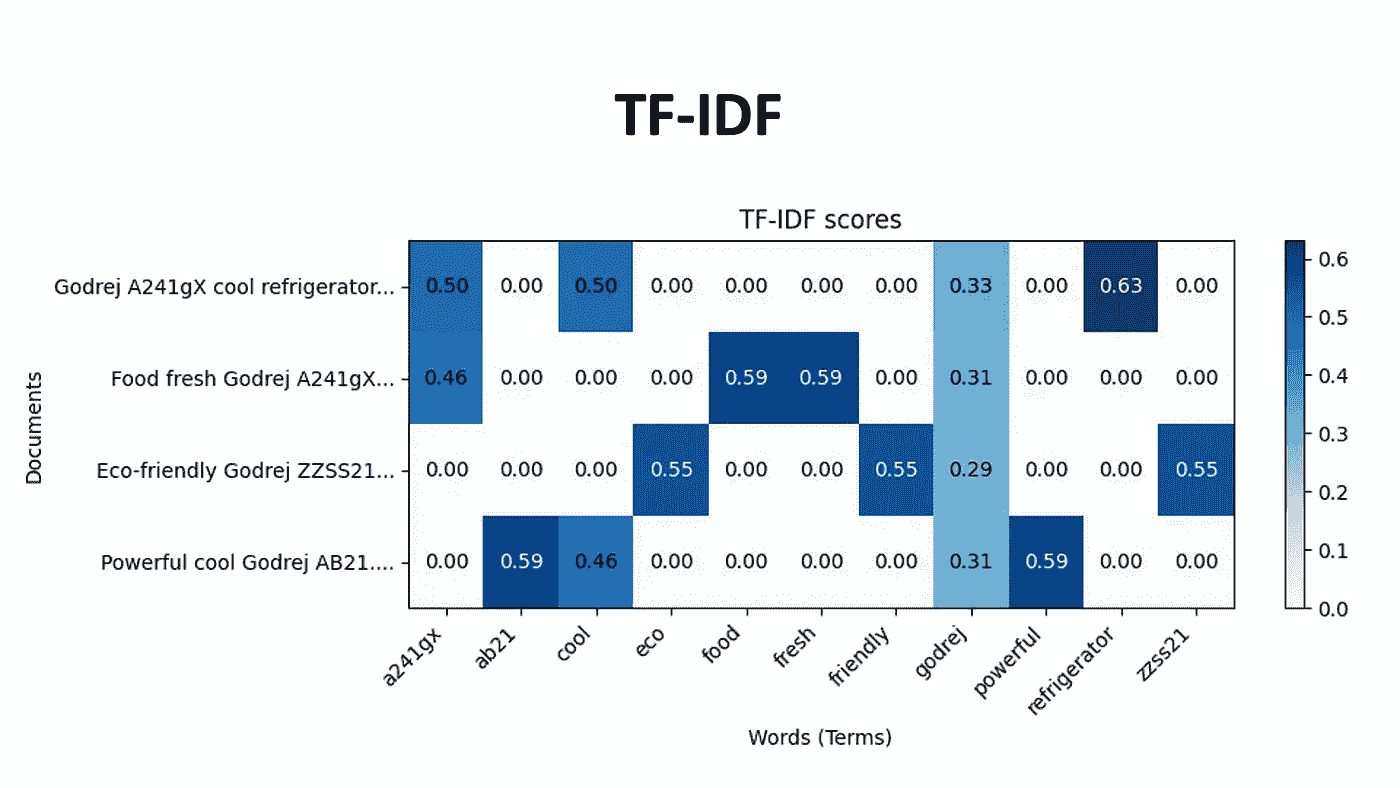 TF-IDF
TF-IDF scores
Godrej A241gX cool refrigerator... 0.50 0.00 0.50 0.00 0.00 0.00 0.00 0.33 0.00 0.63 0.00
Food fresh Godrej A241gX... 0.46 0.00 0.00 0.00 0.59 0.59 0.00 0.31 0.00 0.00 0.00
Eco-friendly Godrej ZZSS21... 0.00 0.00 0.00 0.55 0.00 0.00 0.55 0.29 0.00 0.00 0.55
Powerful cool Godrej AB21.... 0.00 0.59 0.46 0.00 0.00 0.00 0.00 0.31 0.59 0.00 0.00
Documents
a241gx ab21 cool eco food fresh friendly godrej powerful refrigerator zzss21
Words (Terms)
0.6
0.5
0.4
0.3
0.2
0.1
0.0